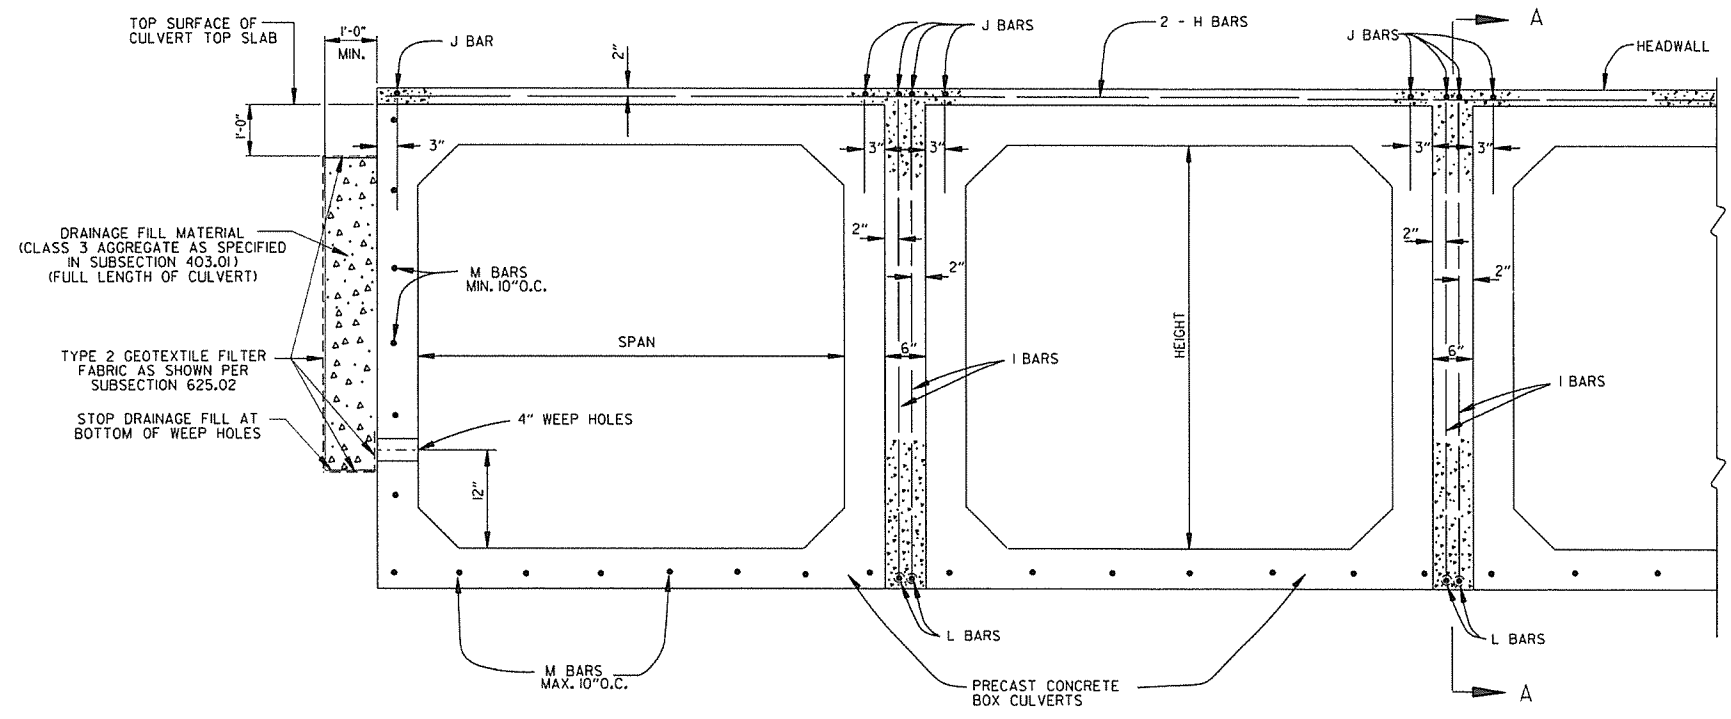 TOP SURFACE OF
CULVERT TOP SLAB
1'-0"
MIN.
J BAR
2"
J BARS
2 - H BARS
J BARS
A
HEADWALL
1'-0"
3"
3"
3"
3"
3"
DRAINAGE FILL MATERIAL
(CLASS 3 AGGREGATE AS SPECIFIED
IN SUBSECTION 403.01)
(FULL LENGTH OF CULVERT)
M BARS
MIN. 10"O.C.
2"
2"
2"
2"
TYPE 2 GEOTEXTILE FILTER
FABRIC AS SHOWN PER
SUBSECTION 625.02
SPAN
6"
I BARS
HEIGHT
6"
I BARS
STOP DRAINAGE FILL AT
BOTTOM OF WEEP HOLES
4" WEEP HOLES
12"
L BARS
L BARS
M BARS
MAX. 10"O.C.
PRECAST CONCRETE
BOX CULVERTS
A